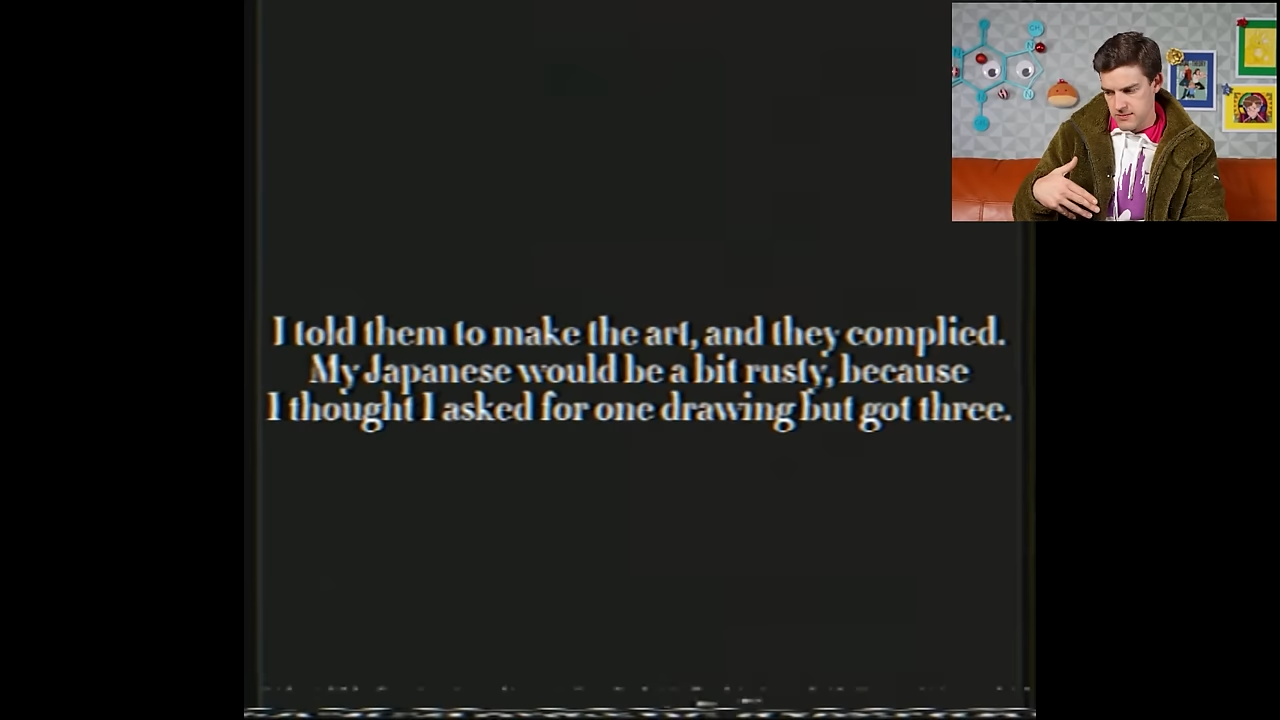 I told them to make the art, and they complied.
My Japanese would be a bit rusty, because
I thought I asked for one drawing but got three.